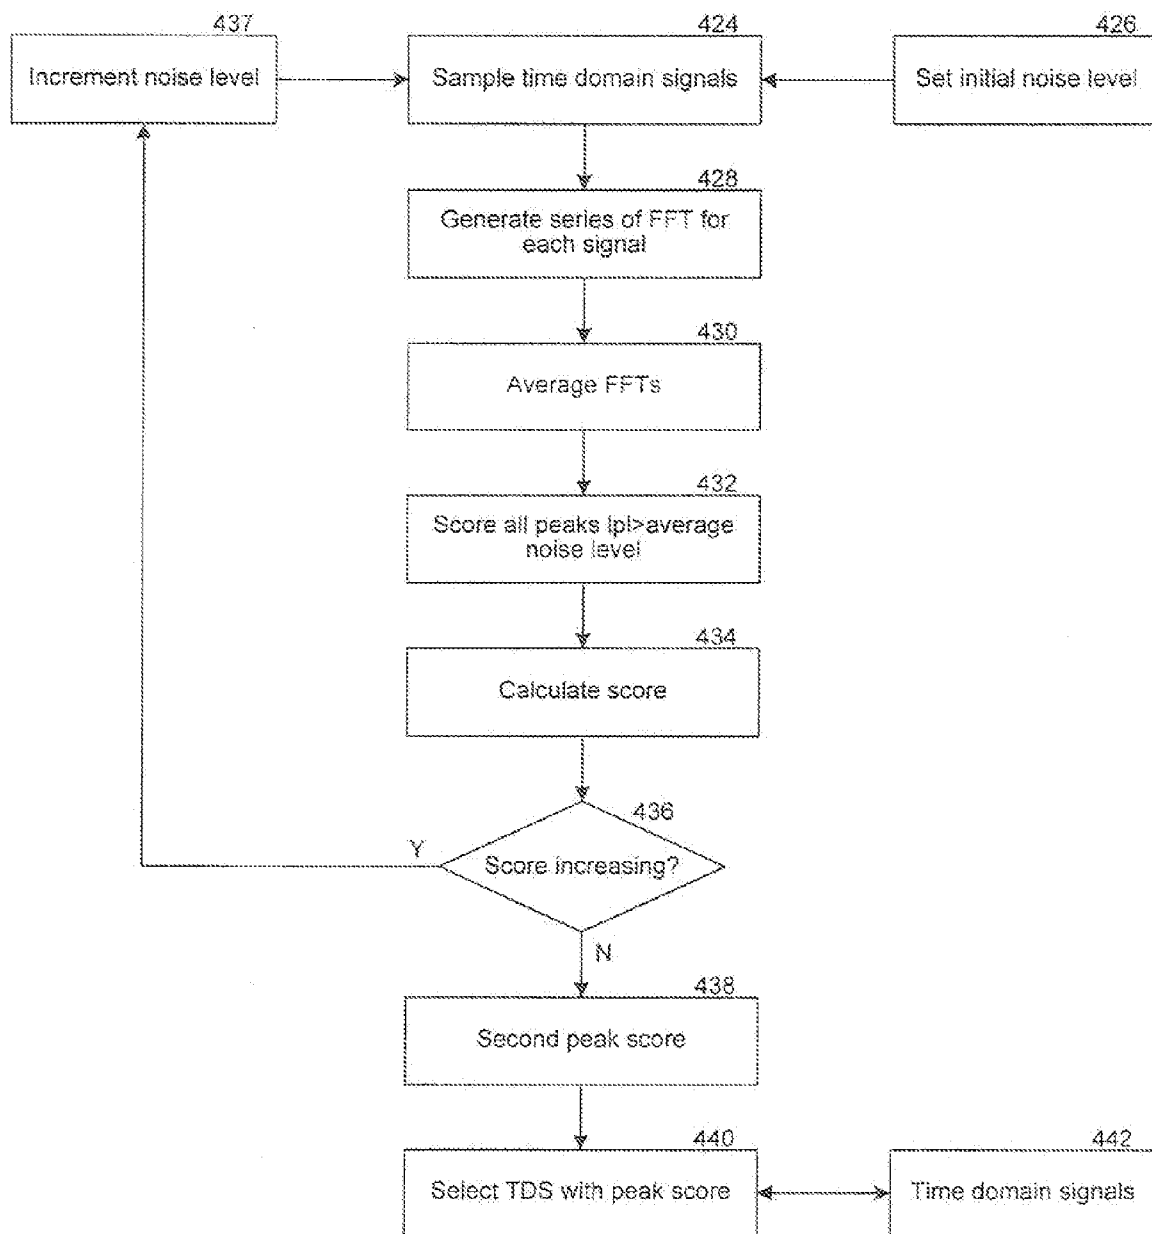 437
424
426
Increment noise level
Sample time domain signals
Set initial noise level
428
Generate series of FFT for
each signal
430
Average FFTs
432
Score all peaks |p|>average
noise level
434
Calculate score
436
Y
Score increasing?
N
438
Second peak score
440
442
Select TDS with peak score
Time domain signals